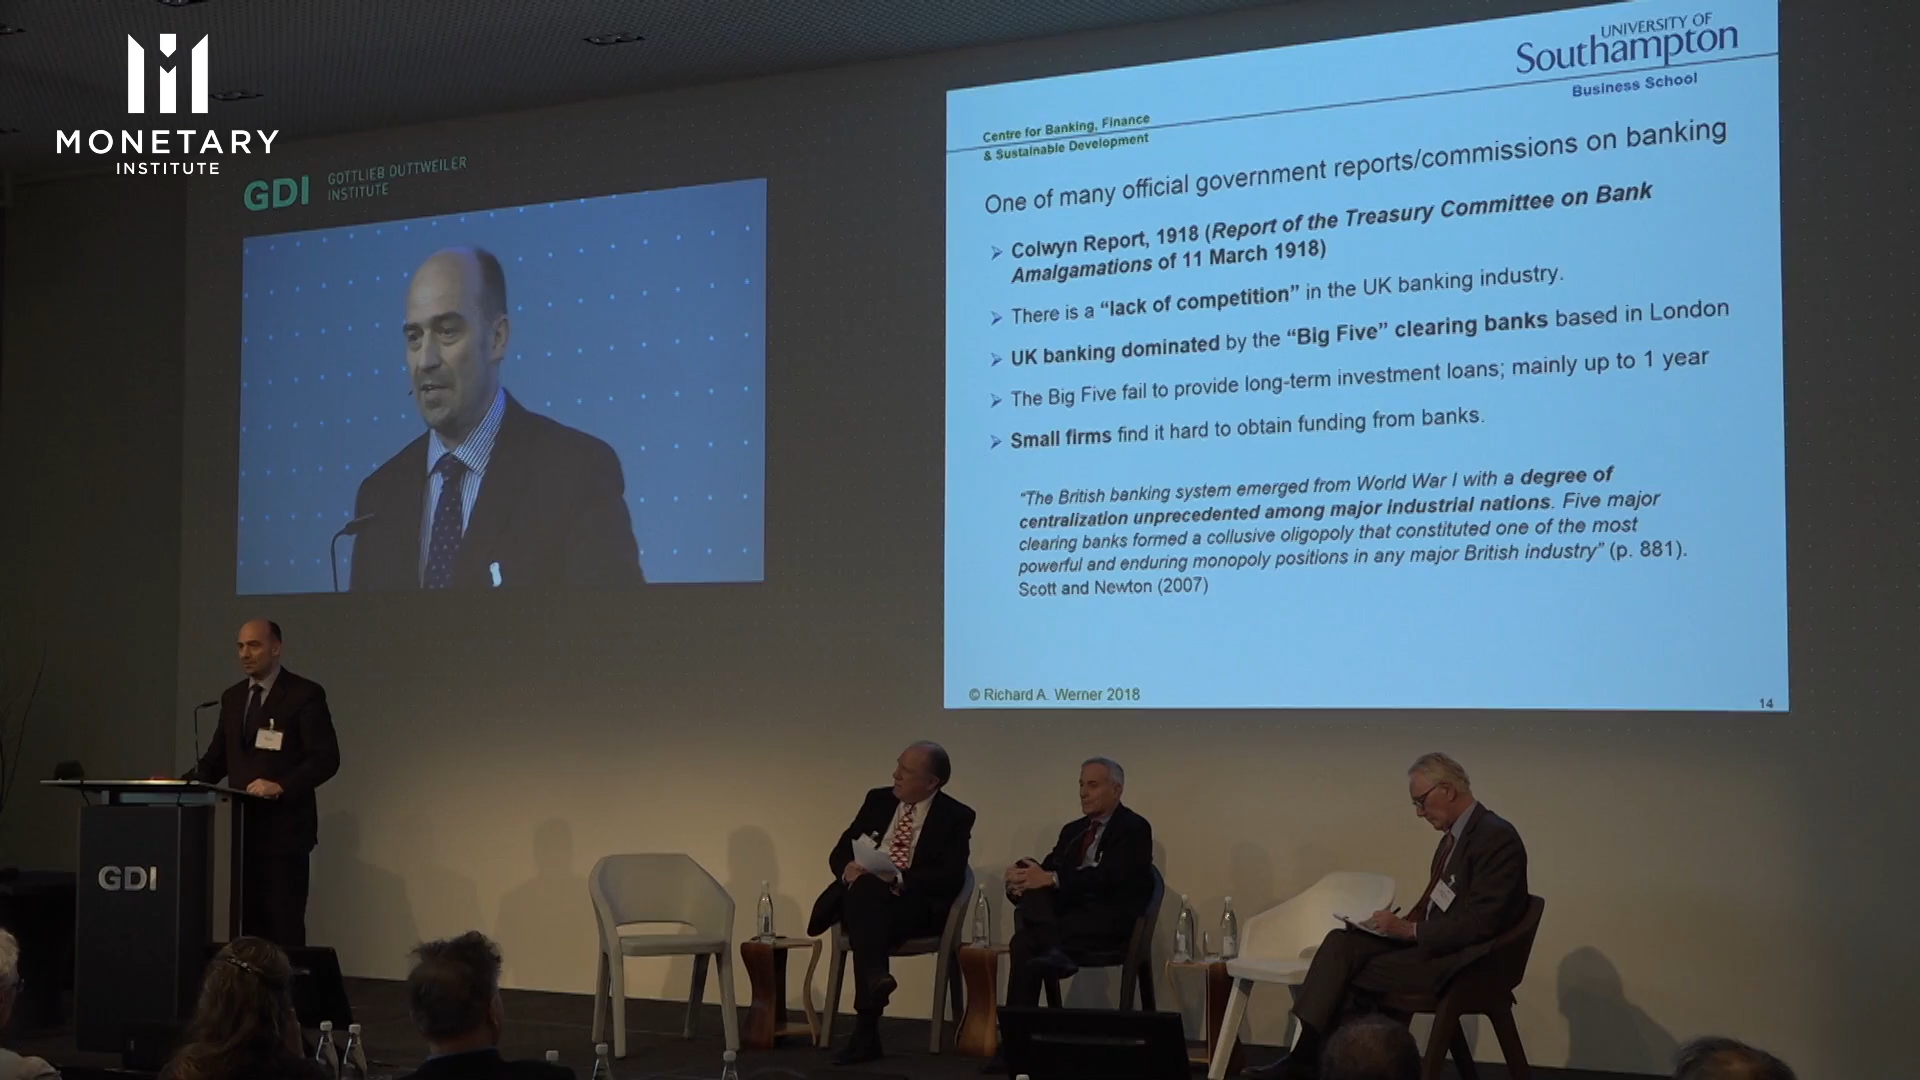 MONETARY
INSTITUTE
GDI
GOTTLIEB DUTTWEILER
INSTITUTE
UNIVERSITY OF
Southampton
Business School
Centre for Banking, Finance
& Sustainable Development
One of many official government reports/commissions on banking
Colwyn Report, 1918 (Report of the Treasury Committee on Bank
Amalgamations of 11 March 1918)
There is a “lack of competition” in the UK banking industry.
UK banking dominated by the “Big Five” clearing banks based in London
The Big Five fail to provide long-term investment loans; mainly up to 1 year
Small firms find it hard to obtain funding from banks.
“The British banking system emerged from World War I with a degree of
centralization unprecedented among major industrial nations. Five major
clearing banks formed a collusive oligopoly that constituted one of the most
powerful and enduring monopoly positions in any major British industry” (p. 881).
Scott and Newton (2007)
© Richard A. Werner 2018
14
GDI